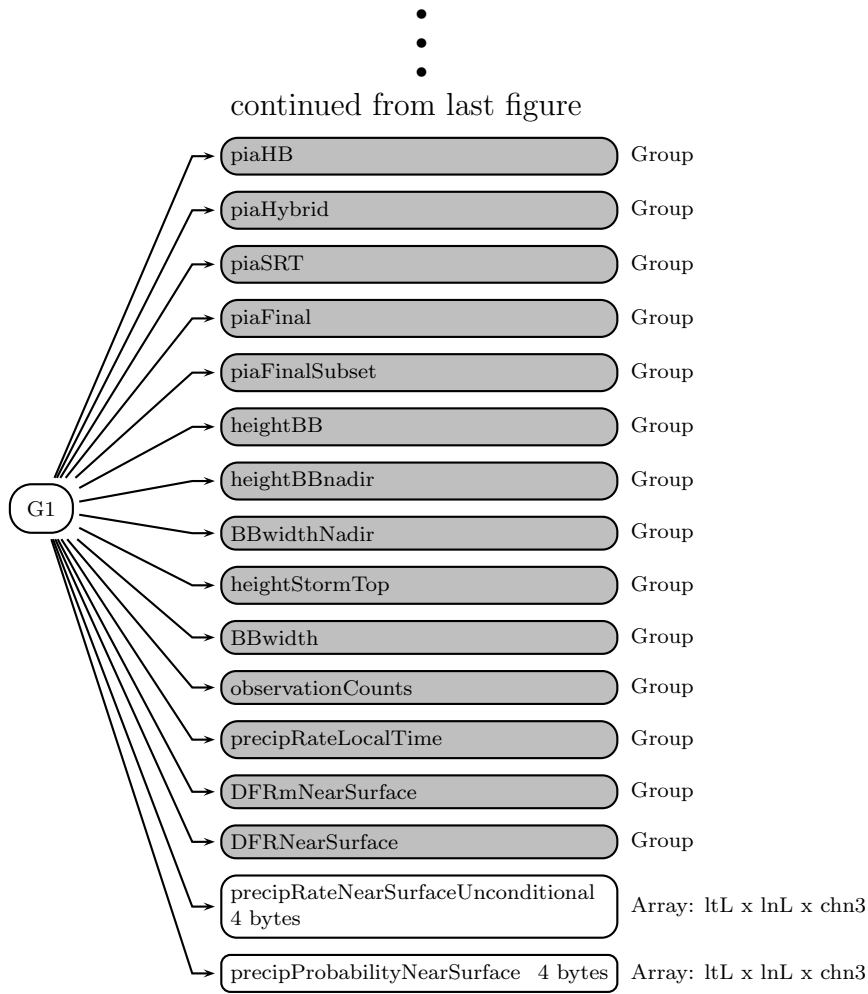 continued from last figure
piaHB Group
piaHybrid Group
piaSRT Group
piaFinal Group
piaFinalSubset Group
heightBB Group
heightBBnadir Group
G1
BBwidthNadir Group
heightStormTop Group
BBwidth Group
observationCounts Group
precipRateLocalTime Group
DFRmNearSurface Group
DFRNearSurface Group
precipRateNearSurfaceUnconditional
4 bytes
Array: ltL x lnL x chn3
precipProbabilityNearSurface 4 bytes Array: ltL x lnL x chn3